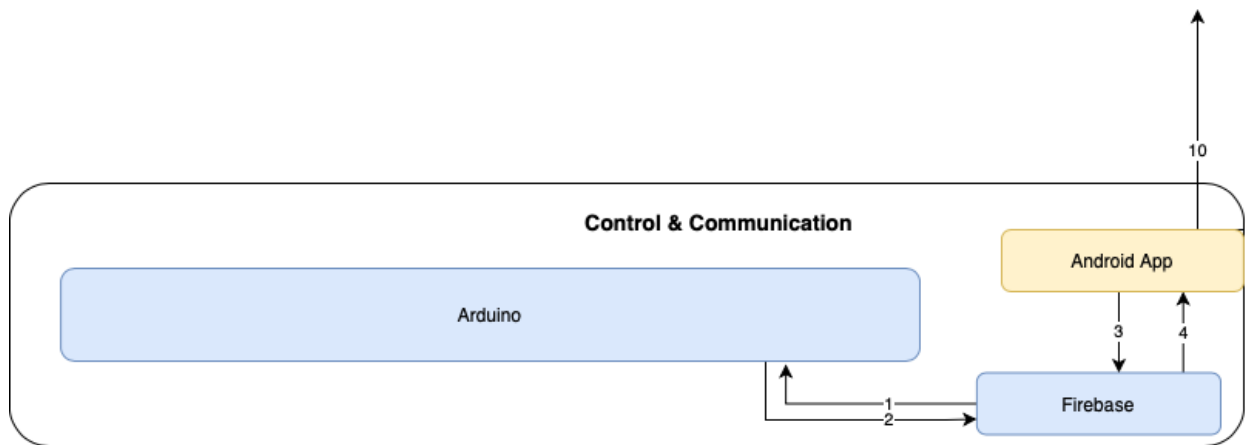 10
Control & Communication
Android App
Arduino
3
4
1
2
Firebase